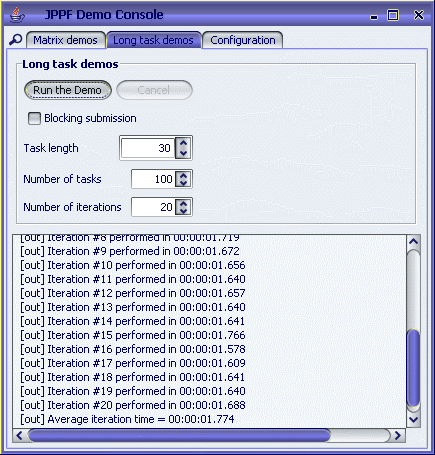 JPPF Demo Console
Matrix demos Long task demos Configuration
Long task demos
Run the Demo Cancel
Blocking submission
Task length 30
Number of tasks 100
Number of iterations 20
[out] Iteration #8 performed in 00:00:01.719
[out] Iteration #9 performed in 00:00:01.672
[out] Iteration #10 performed in 00:00:01.656
[out] Iteration #11 performed in 00:00:01.640
[out] Iteration #12 performed in 00:00:01.657
[out] Iteration #13 performed in 00:00:01.640
[out] Iteration #14 performed in 00:00:01.641
[out] Iteration #15 performed in 00:00:01.766
[out] Iteration #16 performed in 00:00:01.578
[out] Iteration #17 performed in 00:00:01.609
[out] Iteration #18 performed in 00:00:01.641
[out] Iteration #19 performed in 00:00:01.640
[out] Iteration #20 performed in 00:00:01.688
[out] Average iteration time = 00:00:01.774